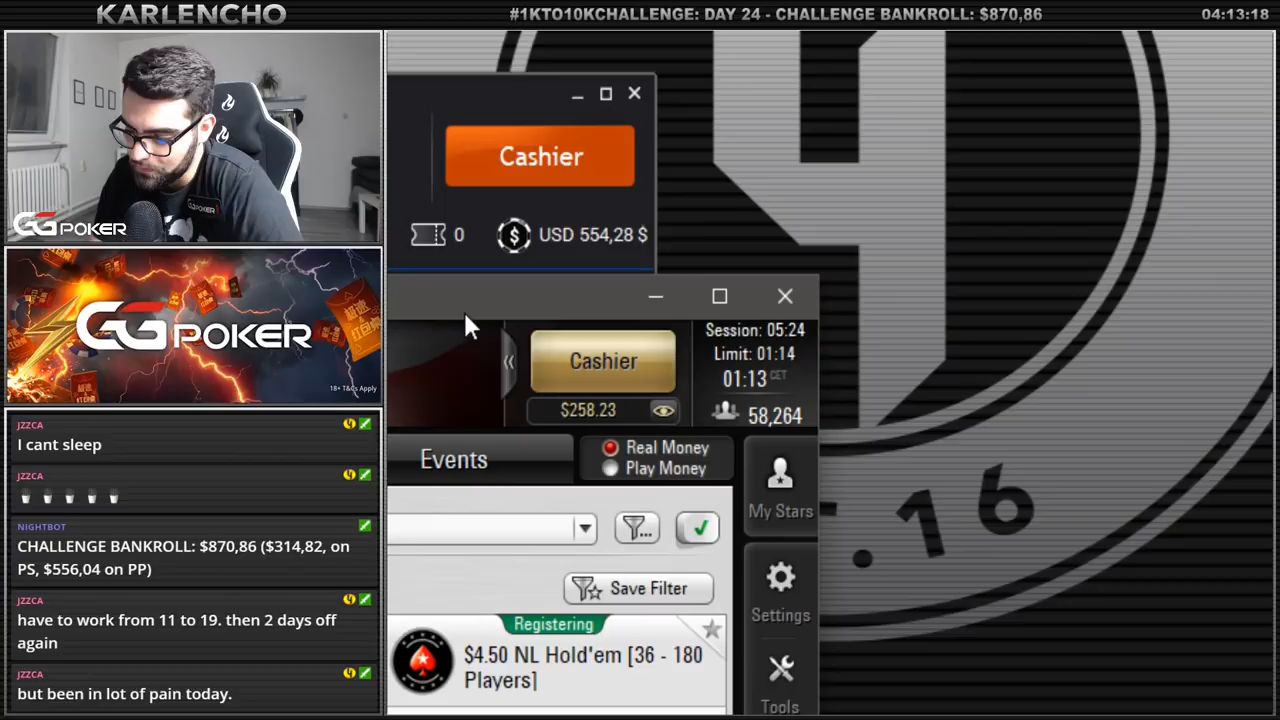 KARLENCHO
#1KTO10KCHALLENGE: DAY 24 - CHALLENGE BANKROLL: $870,86
04:13:18
GGPOKER
GGPOKER
18+ T&Cs Apply
JZZCA
I cant sleep
JZZCA
NIGHTBOT
CHALLENGE BANKROLL: $870,86 ($314,82, on
PS, $556,04 on PP)
JZZCA
have to work from 11 to 19. then 2 days off
again
JZZCA
but been in lot of pain today.
Cashier
0
USD 554,28 $
Cashier
$258.23
Session: 05:24
Limit: 01:14
01:13 CET
58,264
Events
Real Money
Play Money
My Stars
Save Filter
Settings
Registering
$4.50 NL Hold'em [36 - 180
Players]
Tools
.16